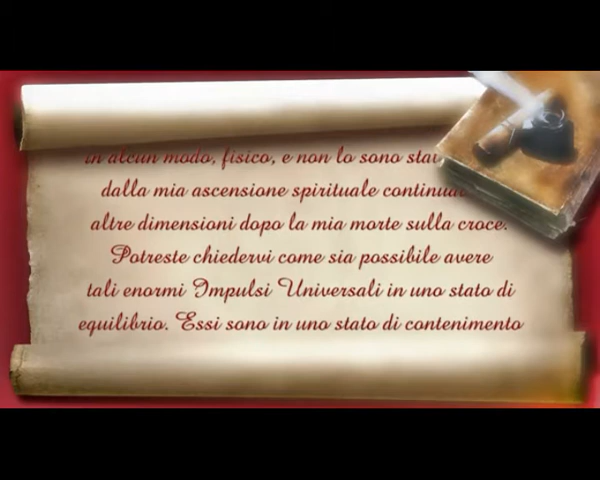 in alcun modo, fisico, e non lo sono
dalla mia ascensione spirituale
altre dimensioni dopo la mia morte sulla croce.
Potreste chiedervi come sia possibile avere
tali enormi Impulsi Universali in uno stato di
equilibrio. Essi sono in uno stato di contenimento